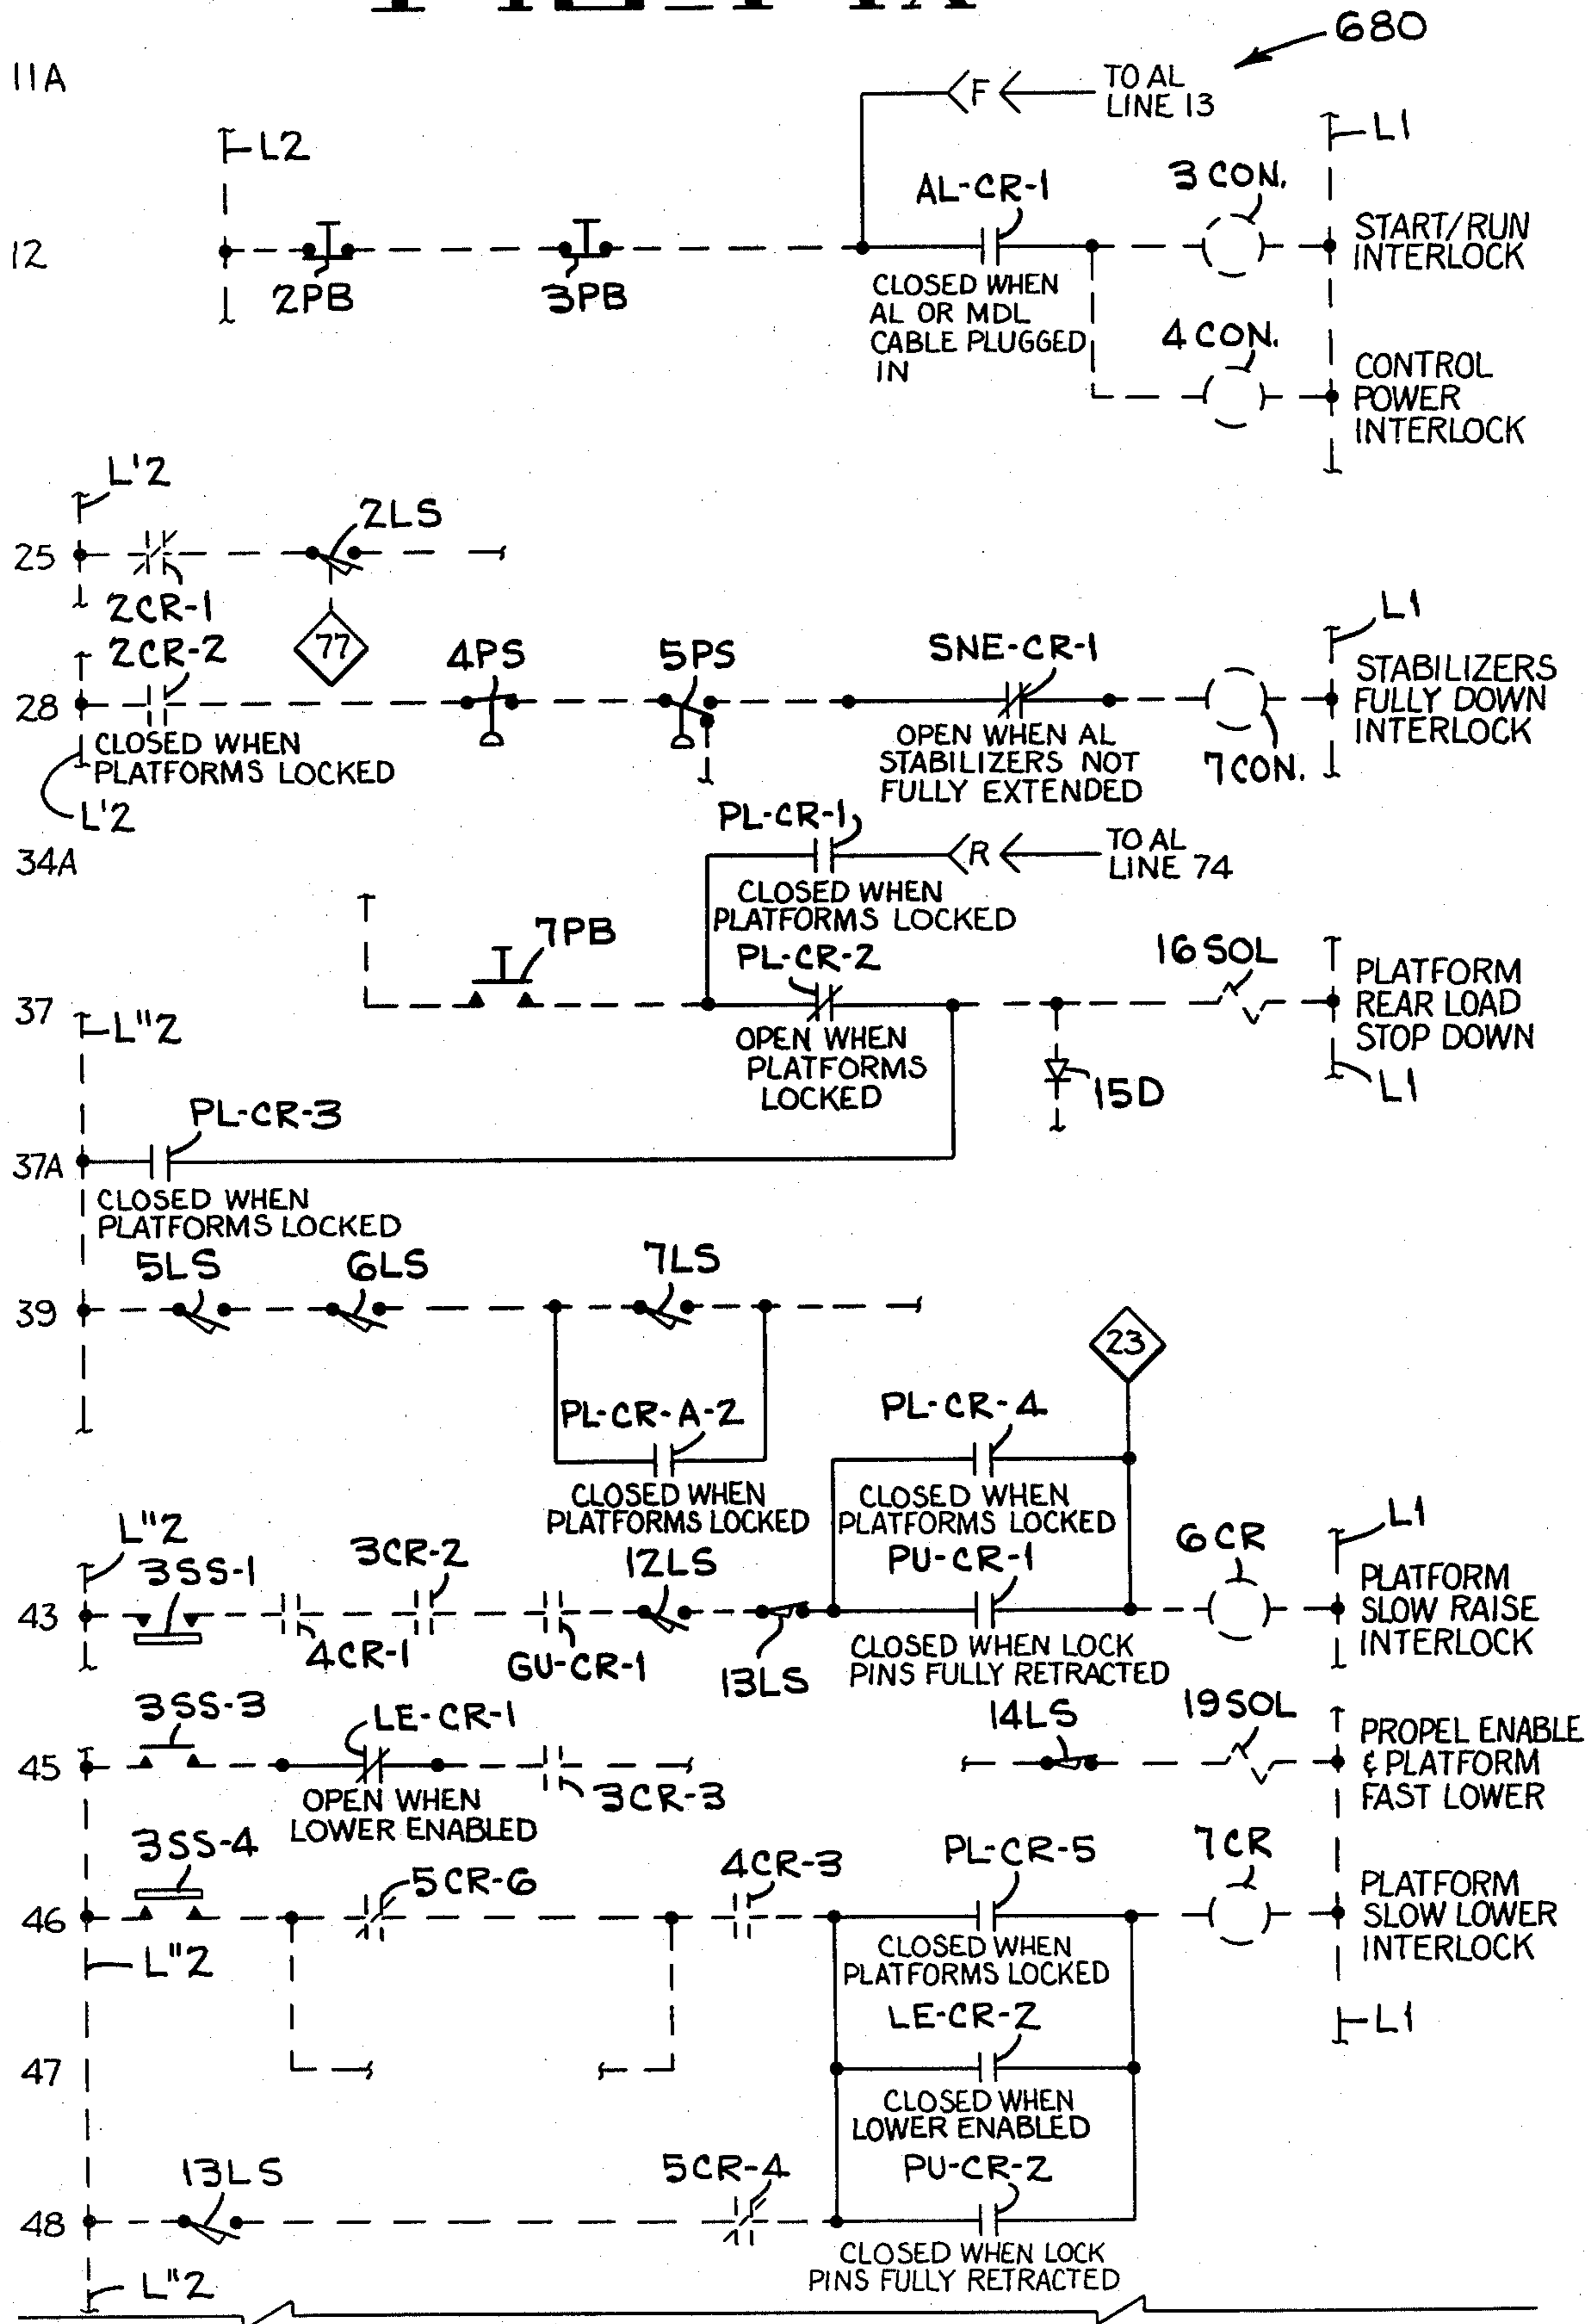 680
11A
F
TO AL
LINE 13
L2
L1
AL-CR-1
3 CON.
12
2PB
3PB
START/RUN
INTERLOCK
CLOSED WHEN
AL OR MDL
CABLE PLUGGED
IN
4 CON.
CONTROL
POWER
INTERLOCK
L'2
2LS
25
2CR-1
77
2CR-2
4PS
5PS
SNE-CR-1
L1
28
STABILIZERS
FULLY DOWN
INTERLOCK
CLOSED WHEN
PLATFORMS LOCKED
OPEN WHEN AL
STABILIZERS NOT
FULLY EXTENDED
7 CON.
L'2
PL-CR-1
34A
R
TO AL
LINE 74
CLOSED WHEN
PLATFORMS LOCKED
7PB
PL-CR-2
16 SOL
37
PLATFORM
REAR LOAD
STOP DOWN
L"2
OPEN WHEN
PLATFORMS
LOCKED
15D
L1
PL-CR-3
37A
CLOSED WHEN
PLATFORMS LOCKED
5LS
6LS
7LS
39
23
PL-CR-A-2
PL-CR-4
CLOSED WHEN
PLATFORMS LOCKED
CLOSED WHEN
PLATFORMS LOCKED
L"2
3SS-1
3CR-2
12LS
PU-CR-1
6 CR
L1
43
PLATFORM
SLOW RAISE
INTERLOCK
4CR-1
GU-CR-1
13LS
CLOSED WHEN LOCK
PINS FULLY RETRACTED
3SS-3
LE-CR-1
14LS
19 SOL
45
PROPEL ENABLE
& PLATFORM
FAST LOWER
OPEN WHEN
LOWER ENABLED
3CR-3
3SS-4
5CR-6
4CR-3
PL-CR-5
7CR
46
PLATFORM
SLOW LOWER
INTERLOCK
L"2
CLOSED WHEN
PLATFORMS LOCKED
LE-CR-2
L1
47
CLOSED WHEN
LOWER ENABLED
13LS
5CR-4
PU-CR-2
48
CLOSED WHEN LOCK
PINS FULLY RETRACTED
L"2